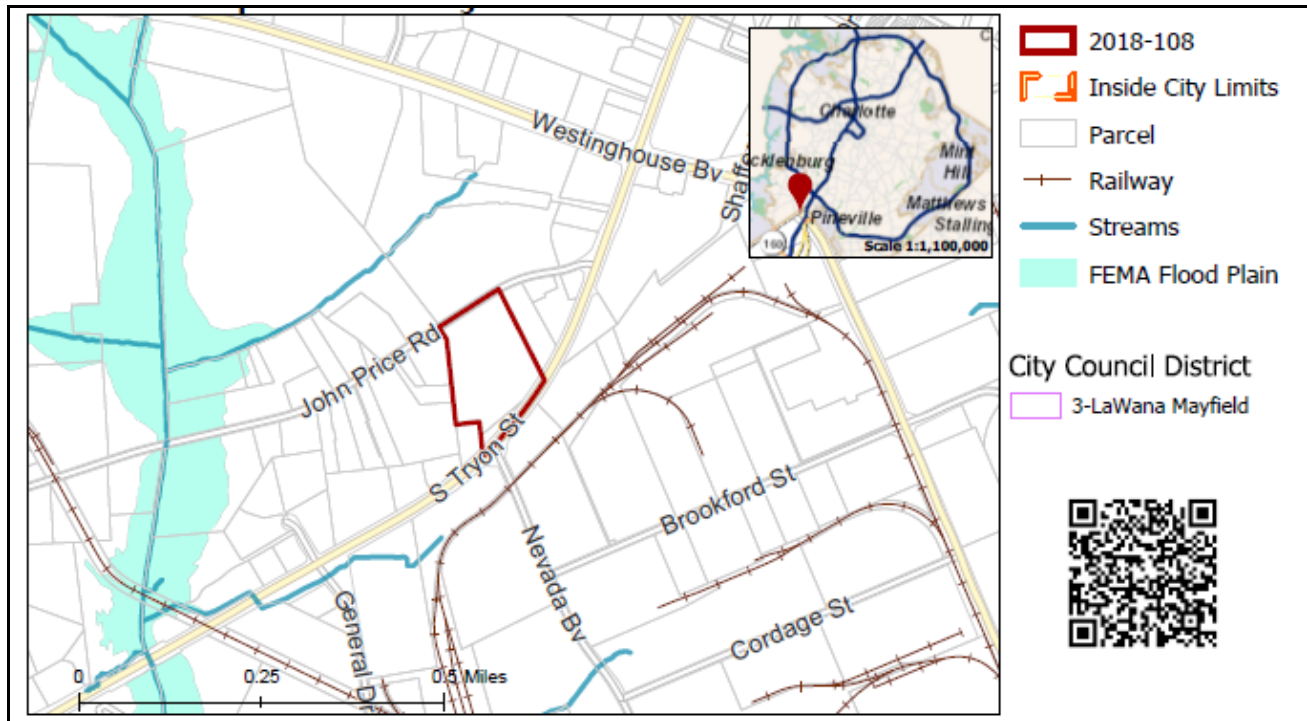 Westinghouse Bv
John Price Rd
S Tryon St
Brookford St
Nevada Bv
Cordage St
General Dr
0
0.25
0.5 Miles
Charlotte
ocklenburg
Mint
Hill
Matthews
Stalling
Pineville
160
Scale 1:1,100,000
2018-108
Inside City Limits
Parcel
Railway
Streams
FEMA Flood Plain
City Council District
3-LaWana Mayfield